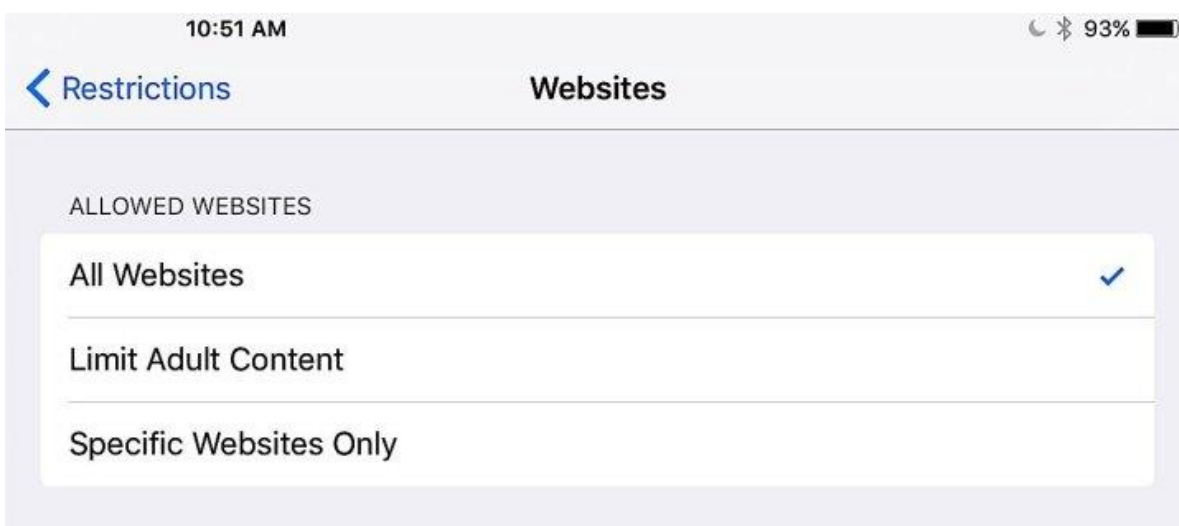 10:51 AM 93%
Restrictions Websites
ALLOWED WEBSITES
All Websites
Limit Adult Content
Specific Websites Only